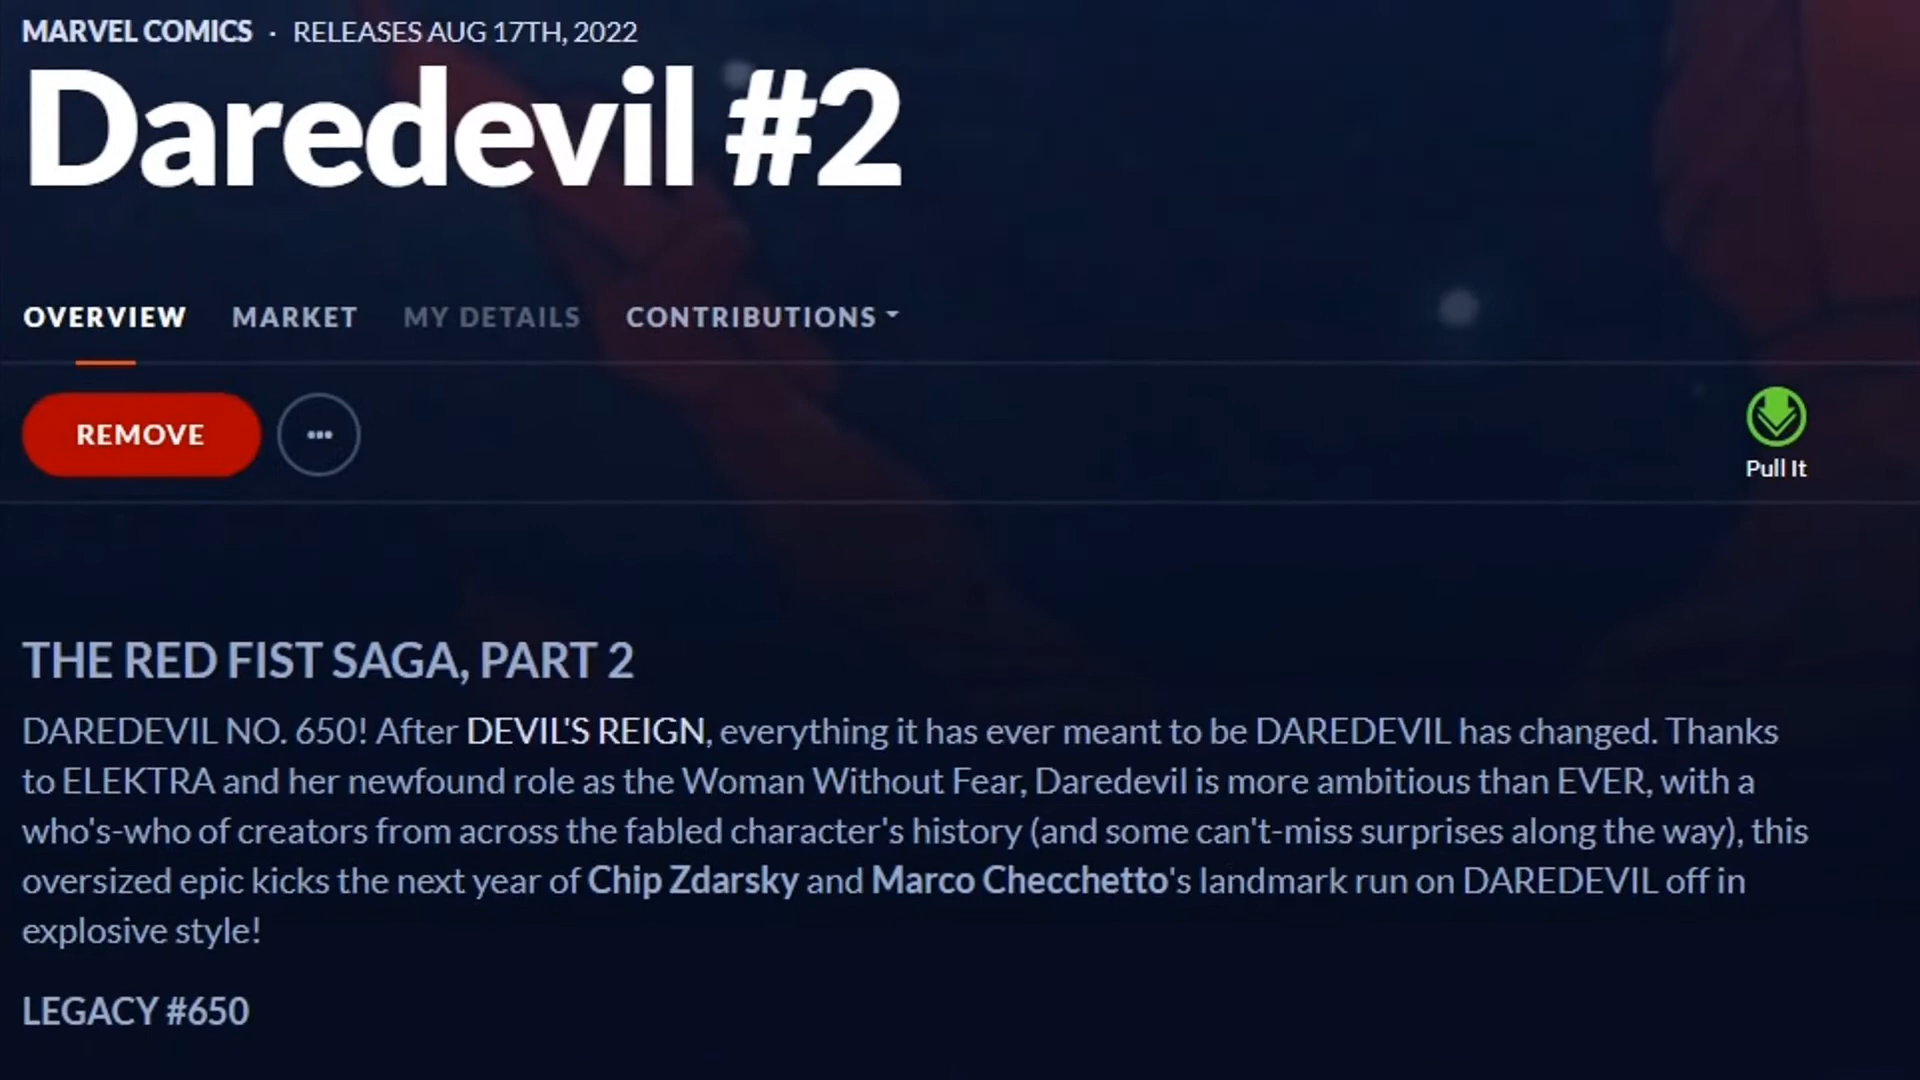 MARVEL COMICS · RELEASES AUG 17TH, 2022
Daredevil #2
OVERVIEW MARKET MY DETAILS CONTRIBUTIONS
REMOVE ...
Pull It
THE RED FIST SAGA, PART 2
DAREDEVIL NO. 650! After DEVIL'S REIGN, everything it has ever meant to be DAREDEVIL has changed. Thanks
to ELEKTRA and her newfound role as the Woman Without Fear, Daredevil is more ambitious than EVER, with a
who's-who of creators from across the fabled character's history (and some can't-miss surprises along the way), this
oversized epic kicks the next year of Chip Zdarsky and Marco Checchetto's landmark run on DAREDEVIL off in
explosive style!
LEGACY #650